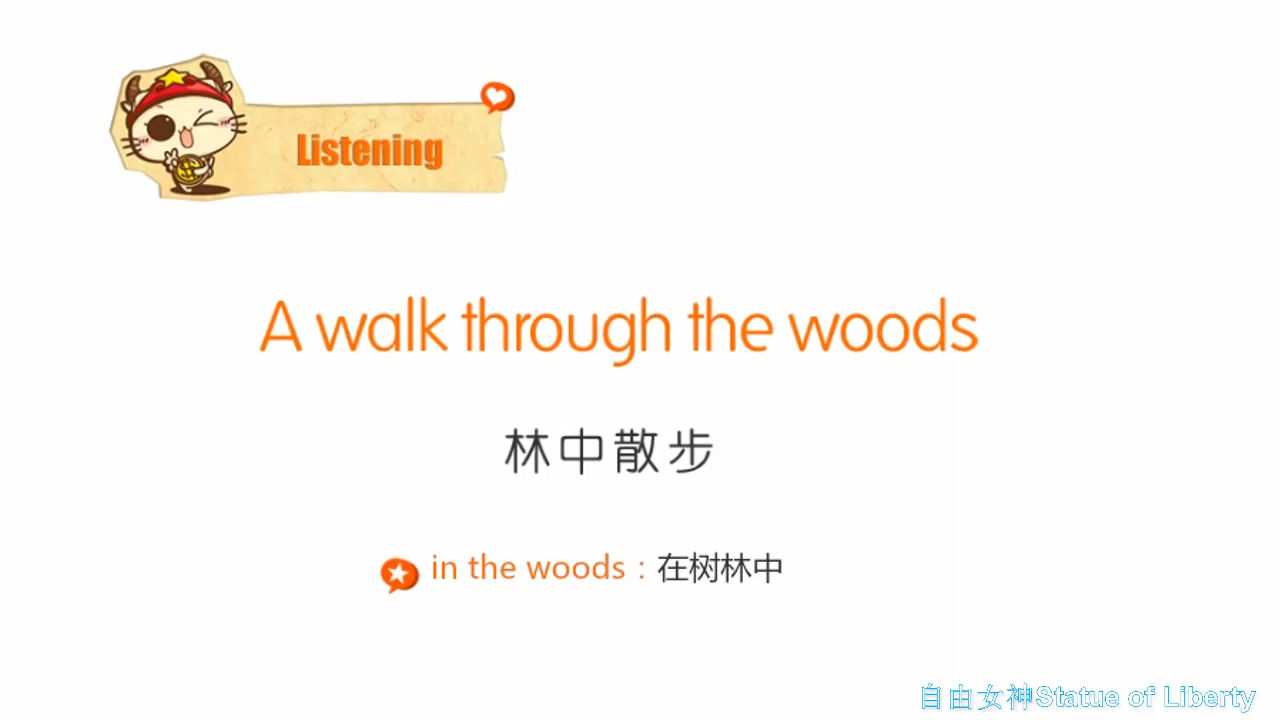 Listening
A walk through the woods
林中散步
in the woods：在树林中
自由女神Statue of Liberty